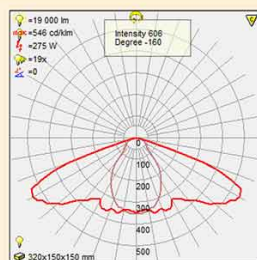 =19 000 lm
=546 cd/klm
=275 W
=19x
=0
Intensity 606
Degree -160
0
100
200
300
400
500
320x150x150 mm